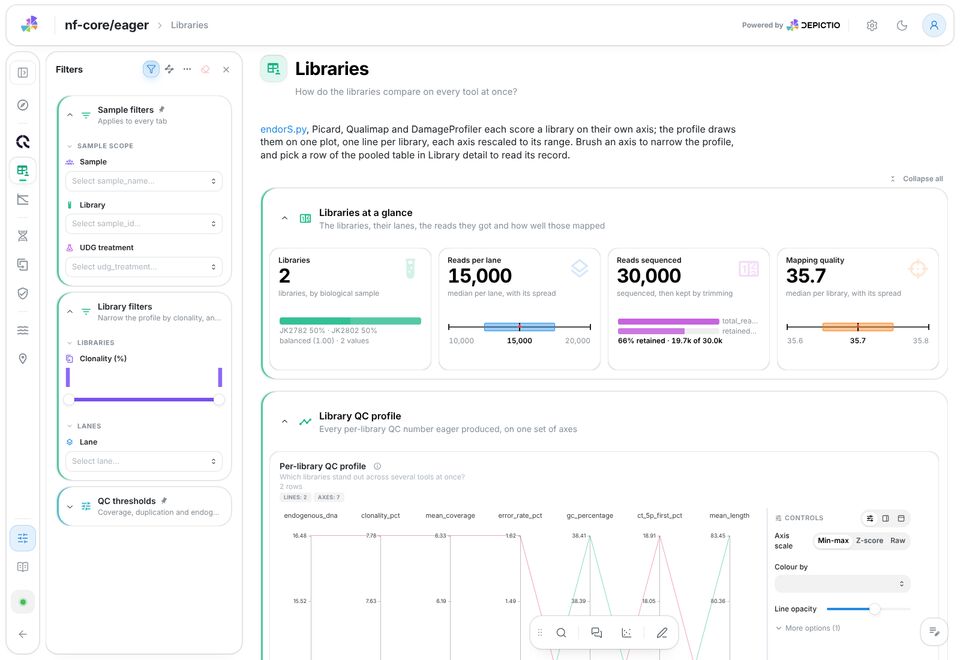 nf-core/eager
Libraries
Powered by DEPICTIO
Filters
Sample filters
Applies to every tab
SAMPLE SCOPE
Sample
Select sample_name...
Library
Select sample_id...
UDG treatment
Select udg_treatment...
Library filters
Narrow the profile by clonality, an...
LIBRARIES
Clonality (%)
LANES
Lane
Select lane...
QC thresholds
Coverage, duplication and endog...
Libraries
How do the libraries compare on every tool at once?
endorS.py, Picard, Qualimap and DamageProfiler each score a library on their own axis; the profile draws
them on one plot, one line per library, each axis rescaled to its range. Brush an axis to narrow the profile,
and pick a row of the pooled table in Library detail to read its record.
Collapse all
Libraries at a glance
The libraries, their lanes, the reads they got and how well those mapped
Libraries
2
libraries, by biological sample
JK2782 50% · JK2802 50%
balanced (1.00) · 2 values
Reads per lane
15,000
median per lane, with its spread
10,000 15,000 20,000
Reads sequenced
30,000
sequenced, then kept by trimming
total_rea...
retained...
66% retained · 19.7k of 30.0k
Mapping quality
35.7
median per library, with its spread
35.6 35.7 35.8
Library QC profile
Every per-library QC number eager produced, on one set of axes
Per-library QC profile
Which libraries stand out across several tools at once?
2 rows
LINES: 2 AXES: 7
endogenous_dna clonality_pct mean_coverage error_rate_pct gc_percentage ct_5p_first_pct mean_length
16.48 7.78 6.33 1.62 38.41 18.91 83.45
15.52 7.63 6.19 1.49 38.39 18.05 80.36
CONTROLS
Axis scale
Min-max Z-score Raw
Colour by
Line opacity
More options (1)